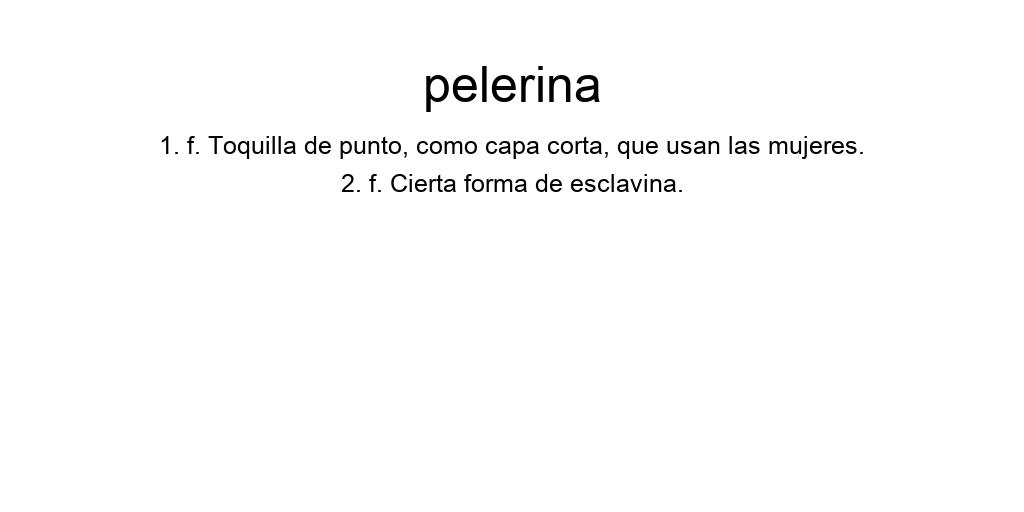 pelerina
1. f. Toquilla de punto, como capa corta, que usan las mujeres.
2. f. Cierta forma de esclavina.